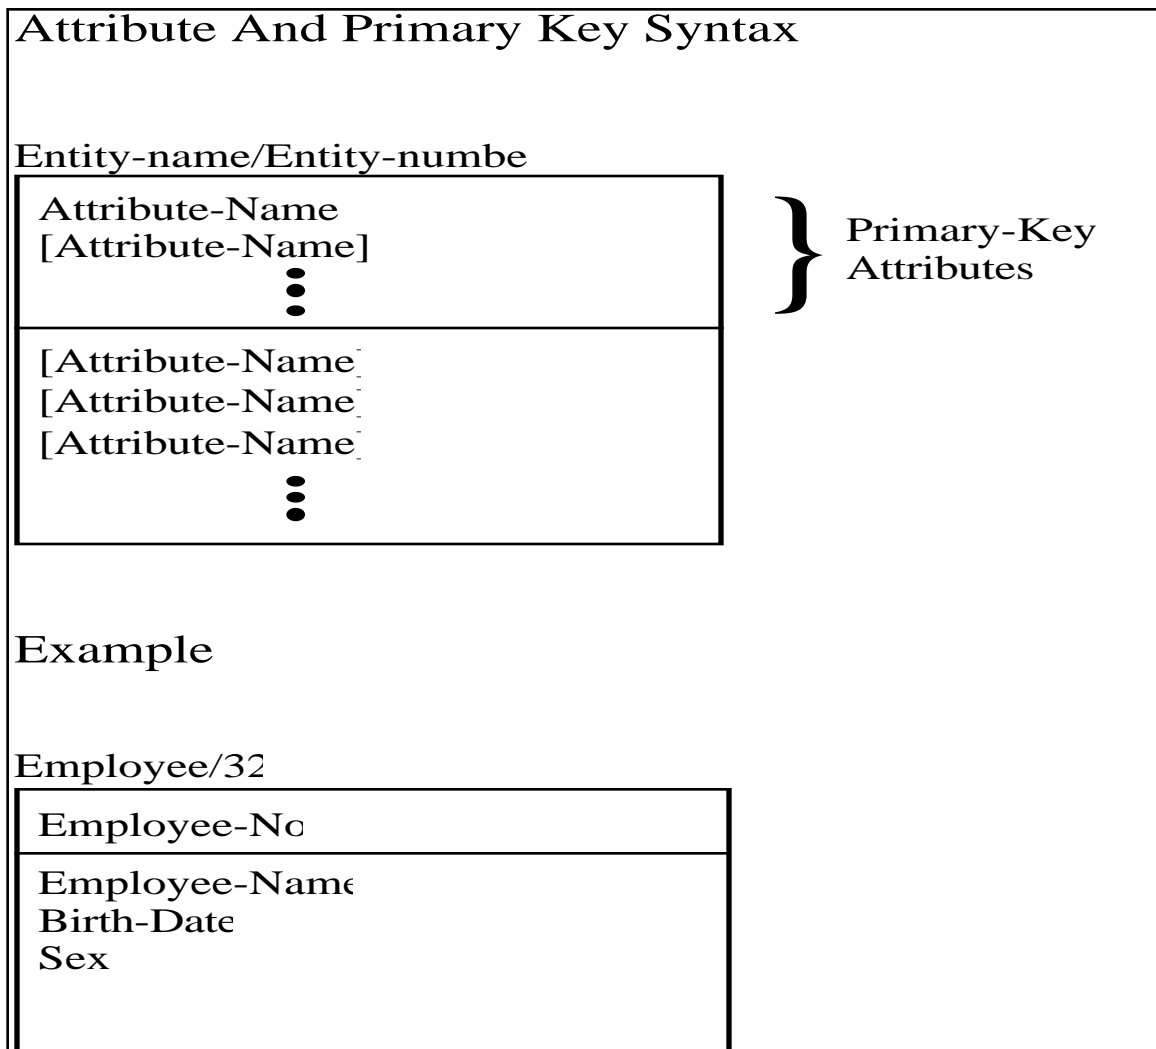 Attribute And Primary Key Syntax
Entity-name/Entity-numbe
Attribute-Name
[Attribute-Name]
Primary-Key
Attributes
[Attribute-Name]
[Attribute-Name]
[Attribute-Name]
Example
Employee/32
Employee-No
Employee-Name
Birth-Date
Sex